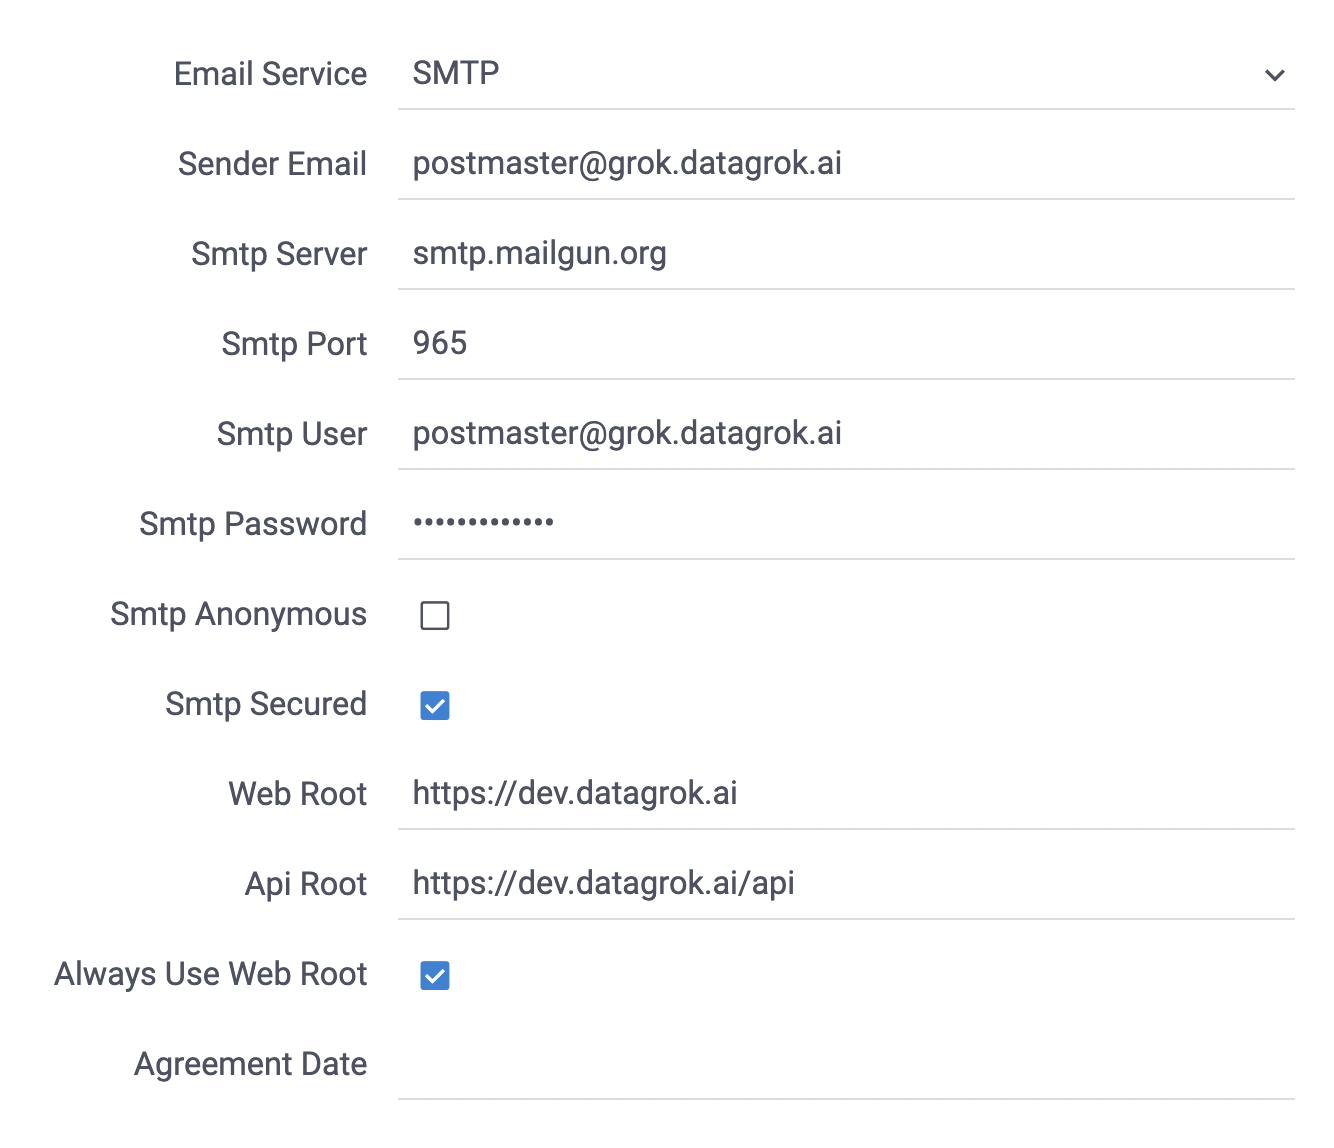 Email Service SMTP
Sender Email postmaster@grok.datagrok.ai
Smtp Server smtp.mailgun.org
Smtp Port 965
Smtp User postmaster@grok.datagrok.ai
Smtp Password •••••••••••••
Smtp Anonymous
Smtp Secured
Web Root https://dev.datagrok.ai
Api Root https://dev.datagrok.ai/api
Always Use Web Root
Agreement Date